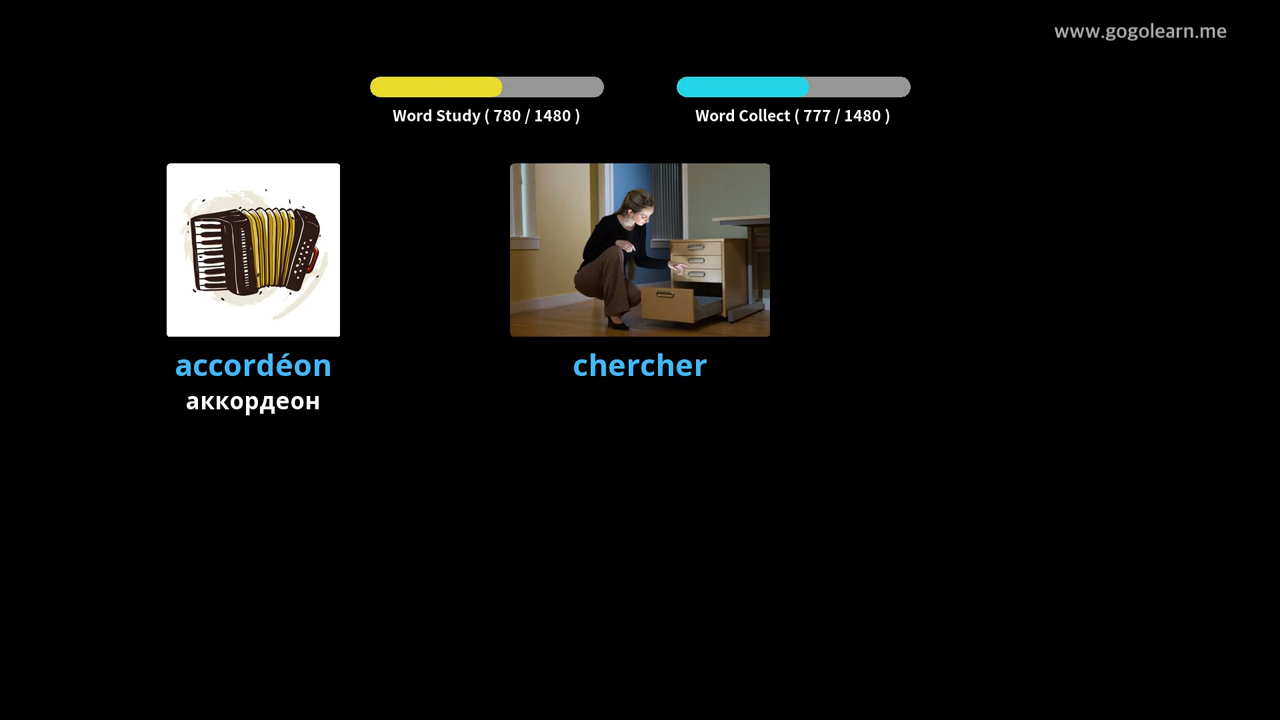 www.gogolearn.me
Word Study ( 780 / 1480 )
Word Collect ( 777 / 1480 )
accordéon
аккордеон
chercher